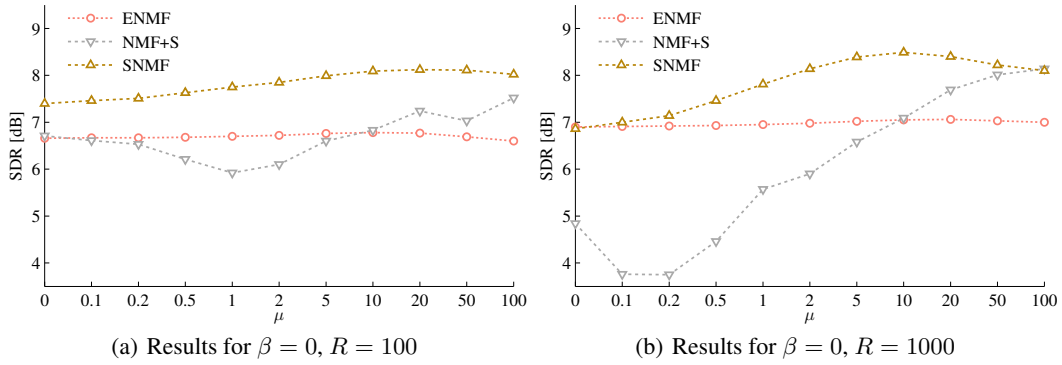 ENMF
NMF+S
SNMF
SDR [dB]
9
8
7
6
5
4
0 0.1 0.2 0.5 1 2 5 10 20 50 100
μ
(a) Results for β = 0, R = 100
ENMF
NMF+S
SNMF
SDR [dB]
9
8
7
6
5
4
0 0.1 0.2 0.5 1 2 5 10 20 50 100
μ
(b) Results for β = 0, R = 1000